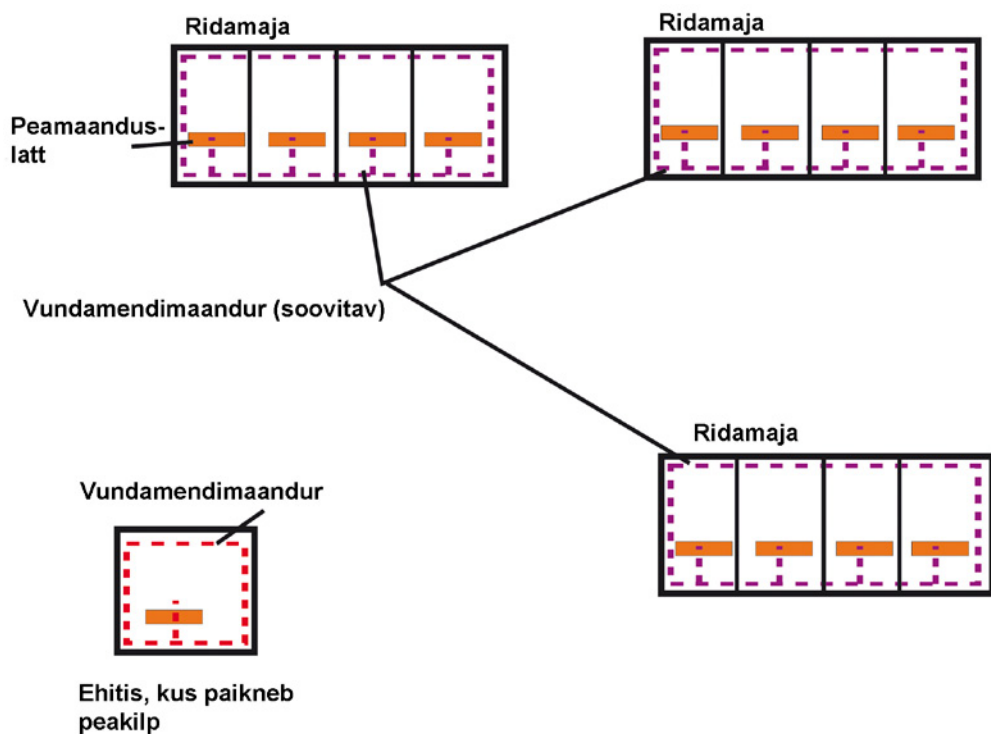 Ridamaja
Ridamaja
Peamaandus-
latt
Vundamendimaandur (soovitav)
Ridamaja
Vundamendimaandur
Ehitis, kus paikneb
peakilp